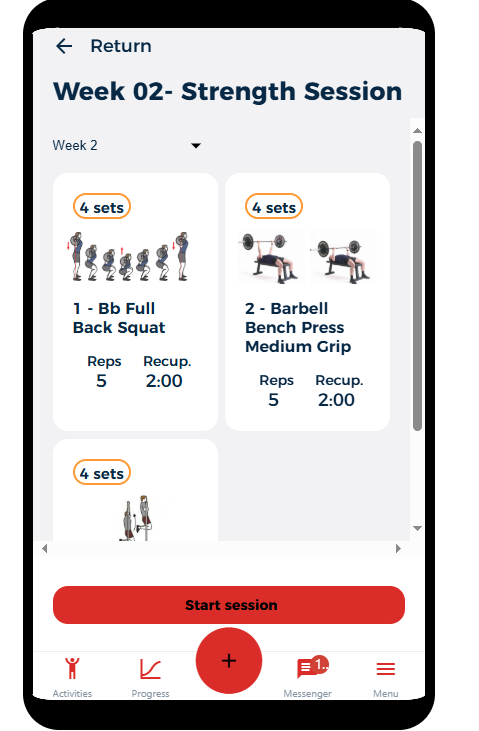 Return
Week 02- Strength Session
Week 2
4 sets
1 - Bb Full
Back Squat
Reps Recup.
5 2:00
4 sets
2 - Barbell
Bench Press
Medium Grip
Reps Recup.
5 2:00
4 sets
Start session
+
1..
Activities Progress Messenger Menu